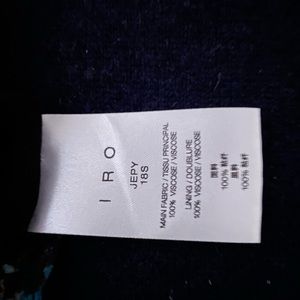 I R O
JEPY
18S
MAIN FABRIC / TISSU PRINCIPAL
100% VISCOSE / VISCOSE
LINING / DOUBLURE
100% VISCOSE / VISCOSE
面料
100% 粘纤
里料
100% 粘纤